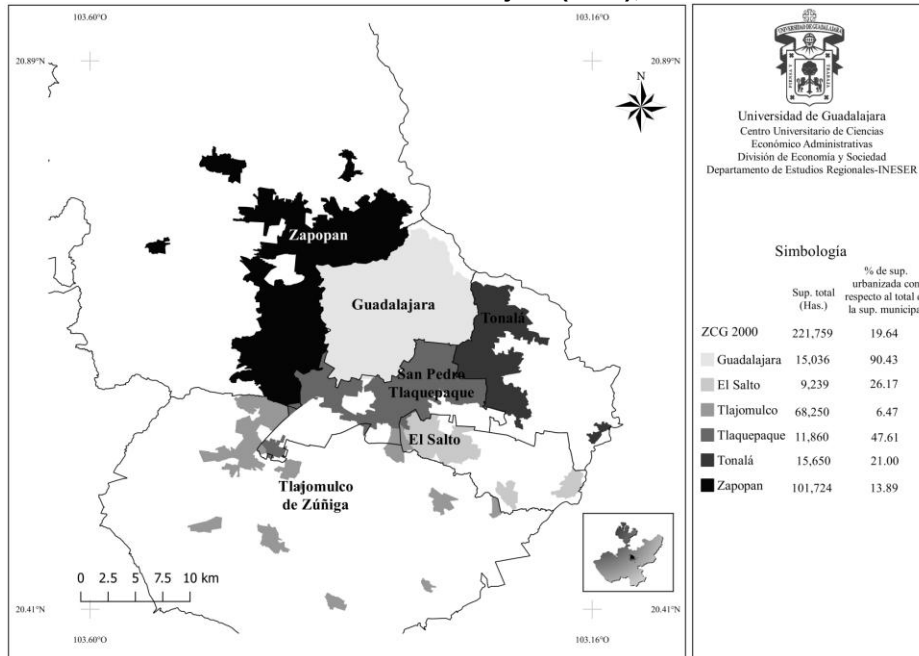 103.60°O
103.16°O
20.89°N
20.89°N
N
Zapopan
Guadalajara
Tonalá
San Pedro
Tlaquepaque
El Salto
Tlajomulco
de Zúñiga
0 2.5 5 7.5 10 km
20.41°N
20.41°N
103.60°O
103.16°O
UNIVERSIDAD DE GUADALAJARA
PIENSA Y
TRABAJA
Universidad de Guadalajara
Centro Universitario de Ciencias
Económico Administrativas
División de Economía y Sociedad
Departamento de Estudios Regionales-INESER
Simbología
Sup. total
(Has.)
% de sup.
urbanizada con
respecto al total
la sup. municipa
ZCG 2000 221,759 19.64
Guadalajara 15,036 90.43
El Salto 9,239 26.17
Tlajomulco 68,250 6.47
Tlaquepaque 11,860 47.61
Tonalá 15,650 21.00
Zapopan 101,724 13.89